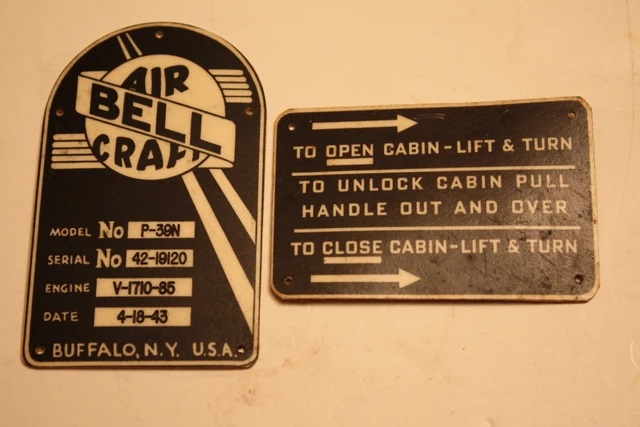 AIR
BELL
CRAFT
MODEL No P-39N
SERIAL No 42-19120
ENGINE V-1710-85
DATE 4-18-43
BUFFALO, N.Y. U.S.A.
TO OPEN CABIN-LIFT & TURN
TO UNLOCK CABIN PULL
HANDLE OUT AND OVER
TO CLOSE CABIN-LIFT & TURN